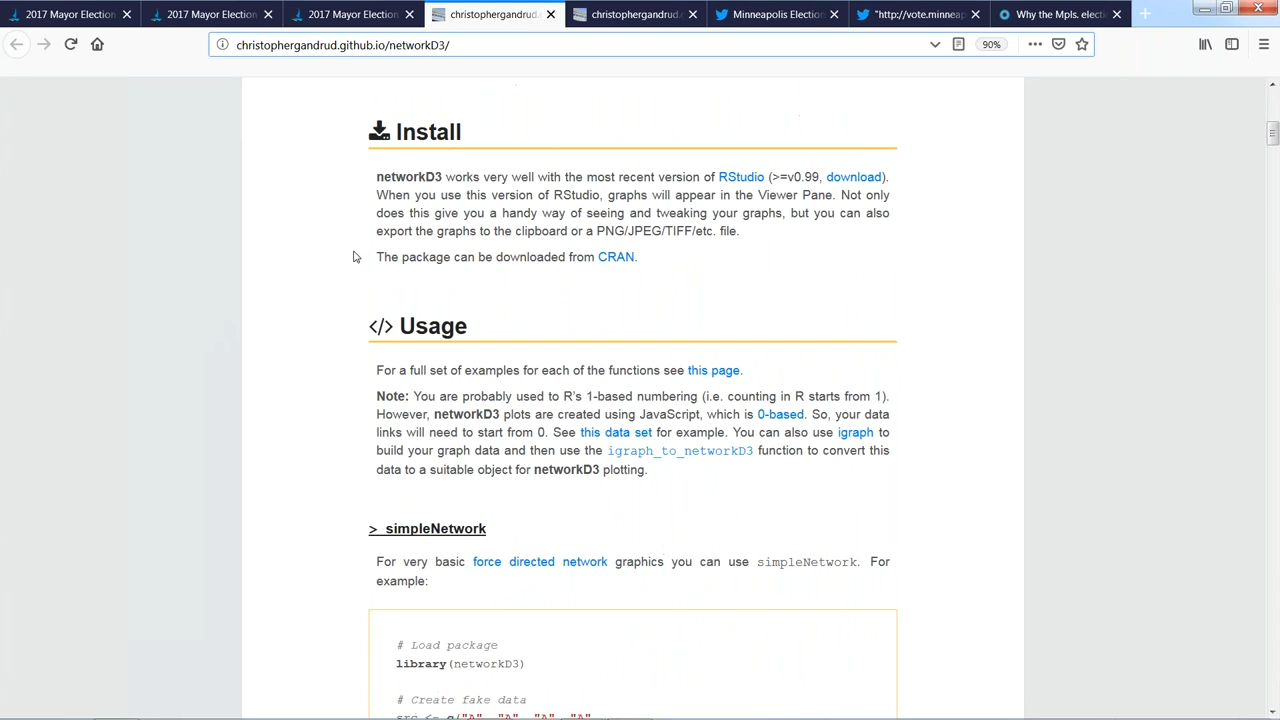 2017 Mayor Election
2017 Mayor Election
2017 Mayor Election
christophergandrud.
christophergandrud.
Minneapolis Election
"http://vote.minneap
Why the Mpls. electi
christophergandrud.github.io/networkD3/
90%
Install
networkD3 works very well with the most recent version of RStudio (>=v0.99, download).
When you use this version of RStudio, graphs will appear in the Viewer Pane. Not only
does this give you a handy way of seeing and tweaking your graphs, but you can also
export the graphs to the clipboard or a PNG/JPEG/TIFF/etc. file.
The package can be downloaded from CRAN.
</> Usage
For a full set of examples for each of the functions see this page.
Note: You are probably used to R's 1-based numbering (i.e. counting in R starts from 1).
However, networkD3 plots are created using JavaScript, which is 0-based. So, your data
links will need to start from 0. See this data set for example. You can also use igraph to
build your graph data and then use the igraph_to_networkD3 function to convert this
data to a suitable object for networkD3 plotting.
> simpleNetwork
For very basic force directed network graphics you can use simpleNetwork. For
example:
# Load package
library(networkD3)
# Create fake data
src <- c("A", "A", "A", "A",